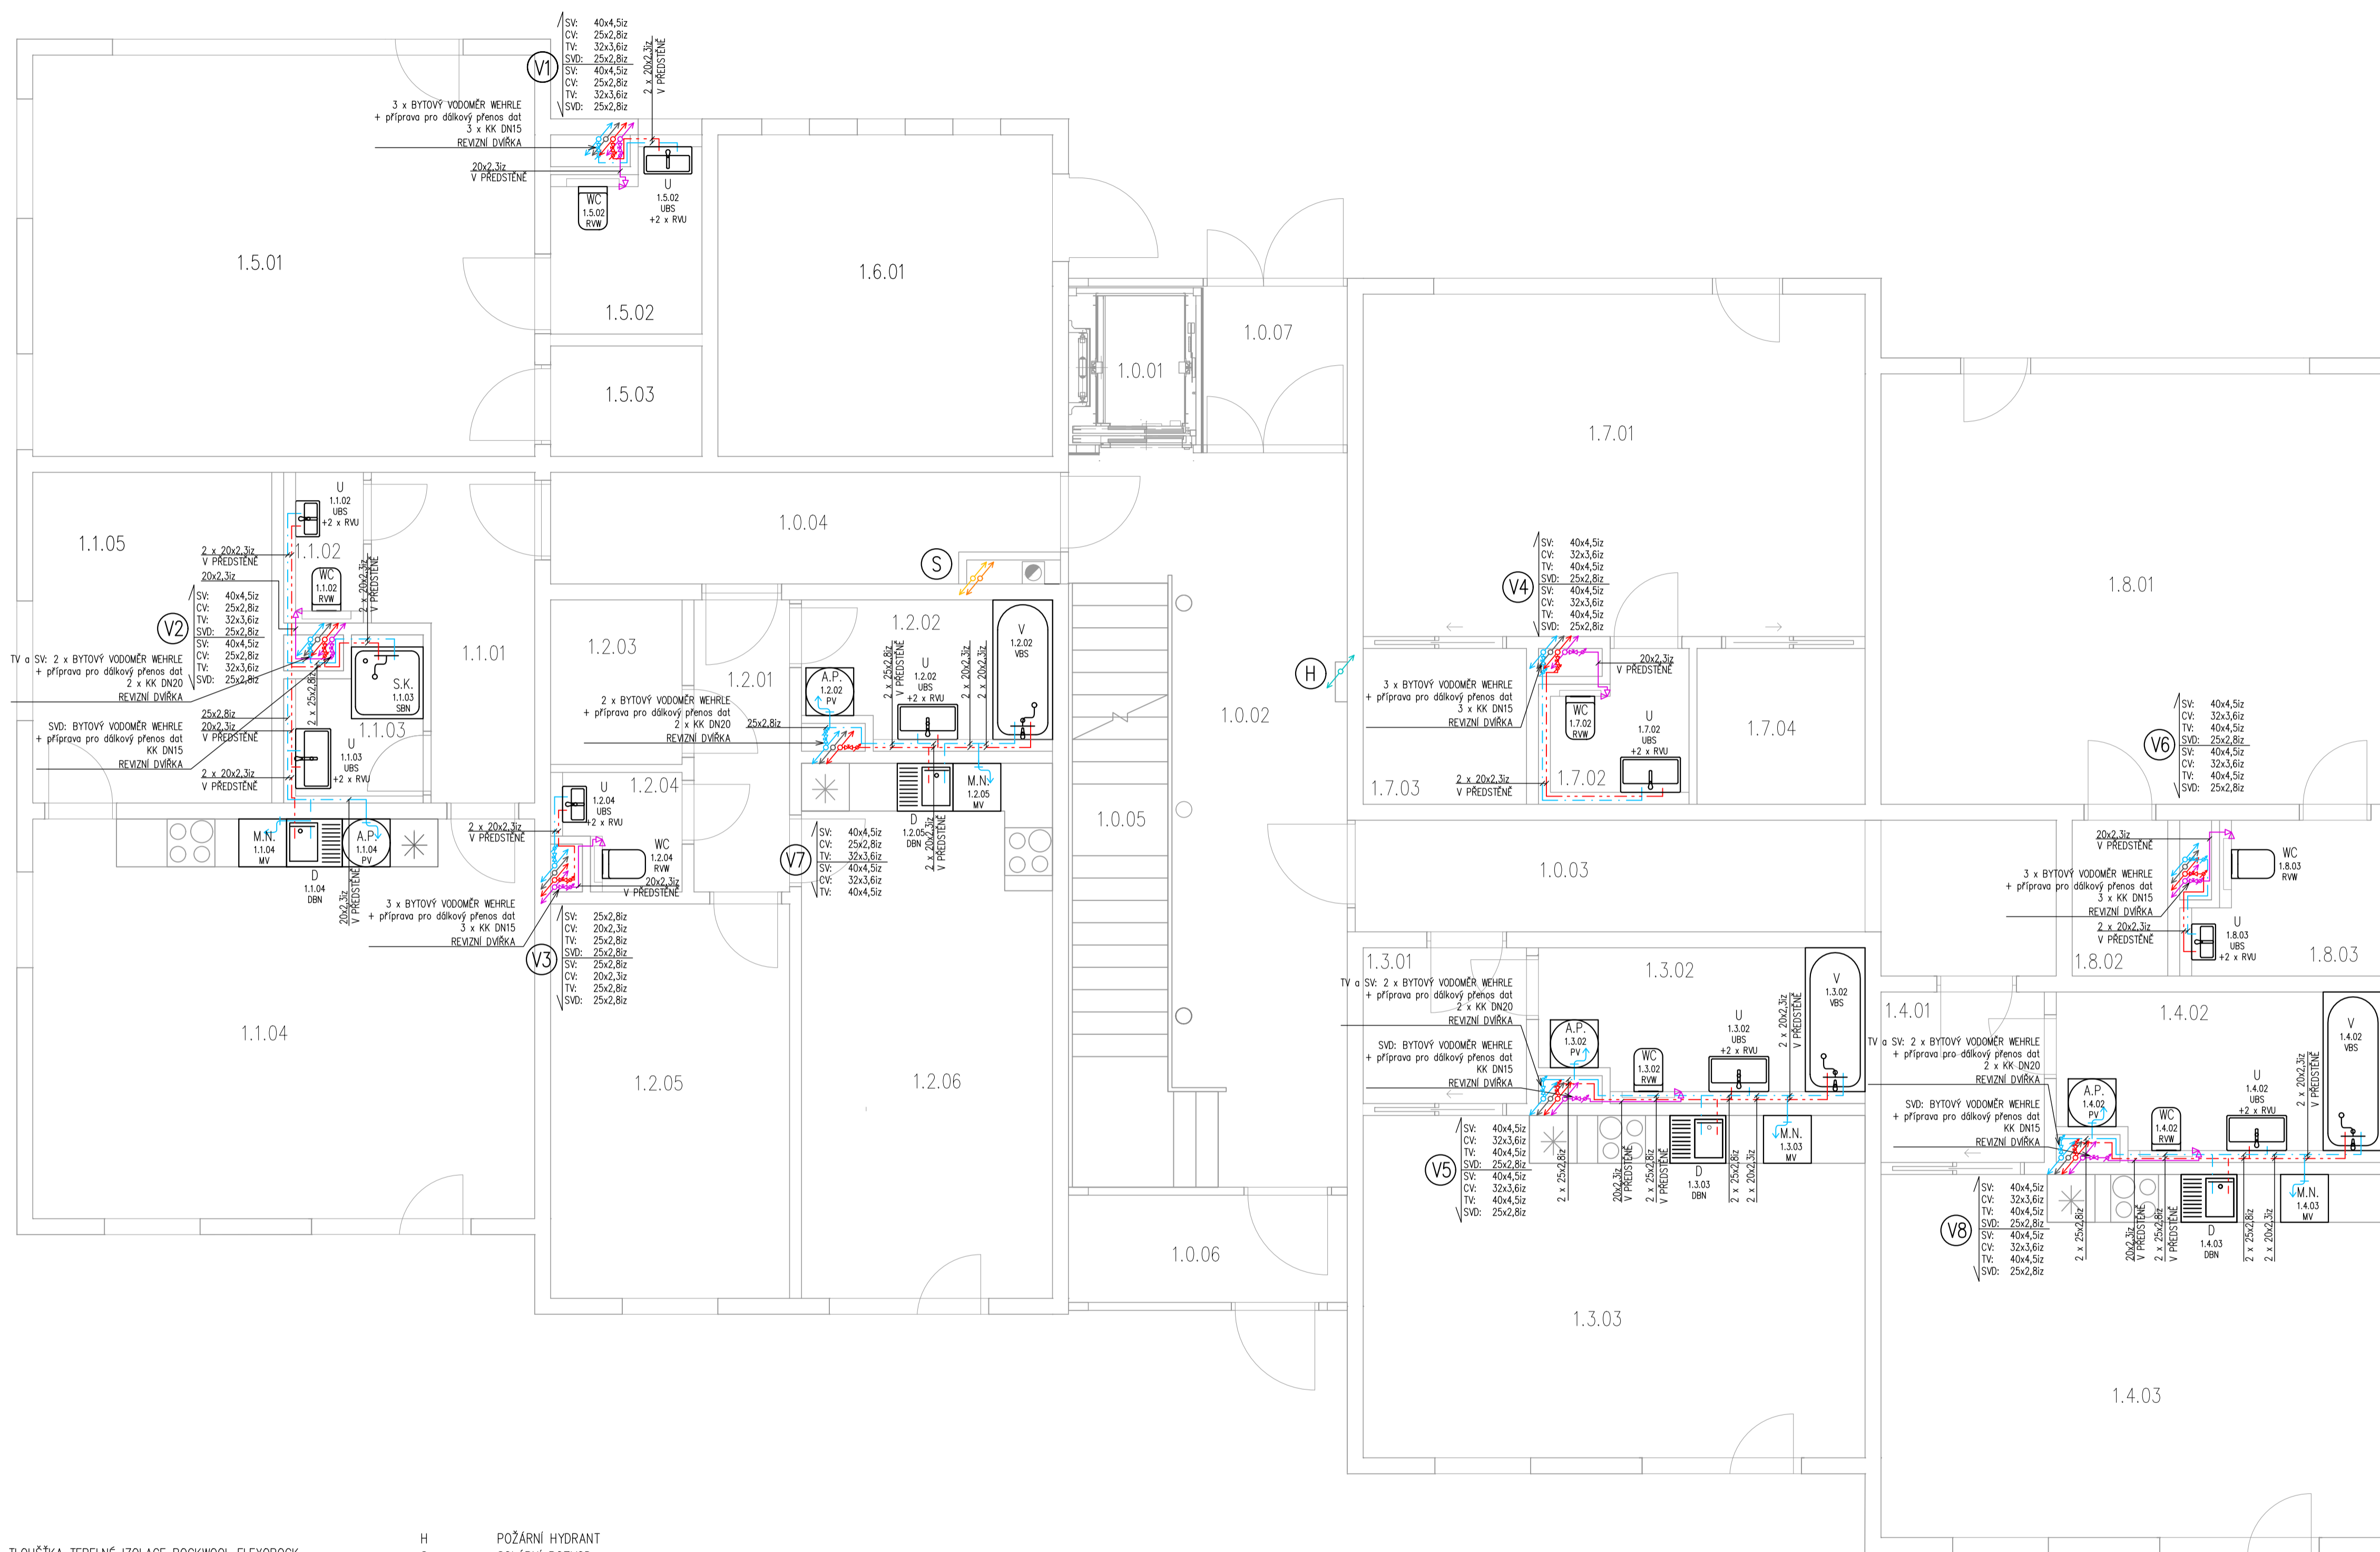 V1
SV: 40x4,5iz
CV: 25x2,8iz
TV: 32x3,6iz
SVD: 25x2,8iz
SV: 40x4,5iz
CV: 25x2,8iz
TV: 32x3,6iz
SVD: 25x2,8iz
2 x 20x2,3iz
V PŘEDSTĚNĚ
3 x BYTOVÝ VODOMĚR WEHRLE
+ příprava pro dálkový přenos dat
3 x KK DN15
REVIZNÍ DVÍŘKA
20x2,3iz
V PŘEDSTĚNĚ
WC
1.5.02
RVW
U
1.5.02
UBS
+2 x RVU
1.5.01
1.5.02
1.5.03
1.6.01
1.0.01
1.0.07
1.7.01
1.8.01
1.1.05
U
1.1.02
UBS
+2 x RVU
1.1.02
2 x 20x2,3iz
V PŘEDSTĚNĚ
20x2,3iz
WC
1.1.02
RVW
2 x 20x2,3iz
V PŘEDSTĚNĚ
V2
SV: 40x4,5iz
CV: 25x2,8iz
TV: 32x3,6iz
SVD: 25x2,8iz
SV: 40x4,5iz
CV: 25x2,8iz
TV: 32x3,6iz
SVD: 25x2,8iz
TV a SV: 2 x BYTOVÝ VODOMĚR WEHRLE
+ příprava pro dálkový přenos dat
2 x KK DN20
REVIZNÍ DVÍŘKA
SVD: BYTOVÝ VODOMĚR WEHRLE
+ příprava pro dálkový přenos dat
KK DN15
REVIZNÍ DVÍŘKA
25x2,8iz
20x2,3iz
V PŘEDSTĚNĚ
2 x 25x2,8iz
2 x 20x2,3iz
V PŘEDSTĚNĚ
S.K.
1.1.03
SBN
1.1.03
U
1.1.03
UBS
+2 x RVU
1.1.01
M.N.
1.1.04
MV
D
1.1.04
DBN
A.P.
1.1.04
PV
20x2,3iz
V PŘEDSTĚNĚ
1.1.04
1.0.04
S
1.2.03
1.2.01
1.2.02
A.P.
1.2.02
PV
2 x 25x2,8iz
V PŘEDSTĚNĚ
U
1.2.02
UBS
+2 x RVU
2 x 20x2,3iz
2 x 20x2,3iz
V
1.2.02
VBS
2 x BYTOVÝ VODOMĚR WEHRLE
+ příprava pro dálkový přenos dat
2 x KK DN20
REVIZNÍ DVÍŘKA
25x2,8iz
M.N.
1.2.05
MV
D
1.2.05
DBN
2 x 20x2,3iz
V PŘEDSTĚNĚ
V7
SV: 40x4,5iz
CV: 25x2,8iz
TV: 32x3,6iz
SV: 40x4,5iz
CV: 32x3,6iz
TV: 40x4,5iz
U
1.2.04
UBS
+2 x RVU
1.2.04
2 x 20x2,3iz
V PŘEDSTĚNĚ
WC
1.2.04
RVW
20x2,3iz
V PŘEDSTĚNĚ
3 x BYTOVÝ VODOMĚR WEHRLE
+ příprava pro dálkový přenos dat
3 x KK DN15
REVIZNÍ DVÍŘKA
V3
SV: 25x2,8iz
CV: 20x2,3iz
TV: 25x2,8iz
SVD: 25x2,8iz
SV: 25x2,8iz
CV: 20x2,3iz
TV: 25x2,8iz
SVD: 25x2,8iz
1.2.05
1.2.06
1.0.05
1.0.02
H
1.0.03
1.0.06
V4
SV: 40x4,5iz
CV: 32x3,6iz
TV: 40x4,5iz
SVD: 25x2,8iz
SV: 40x4,5iz
CV: 32x3,6iz
TV: 40x4,5iz
SVD: 25x2,8iz
3 x BYTOVÝ VODOMĚR WEHRLE
+ příprava pro dálkový přenos dat
3 x KK DN15
REVIZNÍ DVÍŘKA
20x2,3iz
V PŘEDSTĚNĚ
WC
1.7.02
RVW
U
1.7.02
UBS
+2 x RVU
1.7.02
1.7.03
1.7.04
2 x 20x2,3iz
V PŘEDSTĚNĚ
V6
SV: 40x4,5iz
CV: 32x3,6iz
TV: 40x4,5iz
SVD: 25x2,8iz
SV: 40x4,5iz
CV: 32x3,6iz
TV: 40x4,5iz
SVD: 25x2,8iz
20x2,3iz
V PŘEDSTĚNĚ
WC
1.8.03
RVW
3 x BYTOVÝ VODOMĚR WEHRLE
+ příprava pro dálkový přenos dat
3 x KK DN15
REVIZNÍ DVÍŘKA
2 x 20x2,3iz
V PŘEDSTĚNĚ
U
1.8.03
UBS
+2 x RVU
1.8.02
1.8.03
1.3.01
1.3.02
TV a SV: 2 x BYTOVÝ VODOMĚR WEHRLE
+ příprava pro dálkový přenos dat
2 x KK DN20
REVIZNÍ DVÍŘKA
SVD: BYTOVÝ VODOMĚR WEHRLE
+ příprava pro dálkový přenos dat
KK DN15
REVIZNÍ DVÍŘKA
A.P.
1.3.02
PV
WC
1.3.02
RVW
U
1.3.02
UBS
+2 x RVU
2 x 20x2,3iz
V PŘEDSTĚNĚ
V
1.3.02
VBS
V5
SV: 40x4,5iz
CV: 32x3,6iz
TV: 40x4,5iz
SVD: 25x2,8iz
SV: 40x4,5iz
CV: 32x3,6iz
TV: 40x4,5iz
SVD: 25x2,8iz
2 x 25x2,8iz
20x2,3iz
V PŘEDSTĚNĚ
2 x 25x2,8iz
V PŘEDSTĚNĚ
D
1.3.03
DBN
2 x 25x2,8iz
2 x 20x2,3iz
M.N.
1.3.03
MV
1.3.03
1.4.01
1.4.02
TV a SV: 2 x BYTOVÝ VODOMĚR WEHRLE
+ příprava pro dálkový přenos dat
2 x KK DN20
REVIZNÍ DVÍŘKA
SVD: BYTOVÝ VODOMĚR WEHRLE
+ příprava pro dálkový přenos dat
KK DN15
REVIZNÍ DVÍŘKA
A.P.
1.4.02
PV
WC
1.4.02
RVW
U
1.4.02
UBS
+2 x RVU
2 x 20x2,3iz
V PŘEDSTĚNĚ
V
1.4.02
VBS
V8
SV: 40x4,5iz
CV: 32x3,6iz
TV: 40x4,5iz
SVD: 25x2,8iz
SV: 40x4,5iz
CV: 32x3,6iz
TV: 40x4,5iz
SVD: 25x2,8iz
2 x 25x2,8iz
20x2,3iz
V PŘEDSTĚNĚ
2 x 25x2,8iz
V PŘEDSTĚNĚ
D
1.4.03
DBN
2 x 25x2,8iz
2 x 20x2,3iz
M.N.
1.4.03
MV
1.4.03
H POŽÁRNÍ HYDRANT